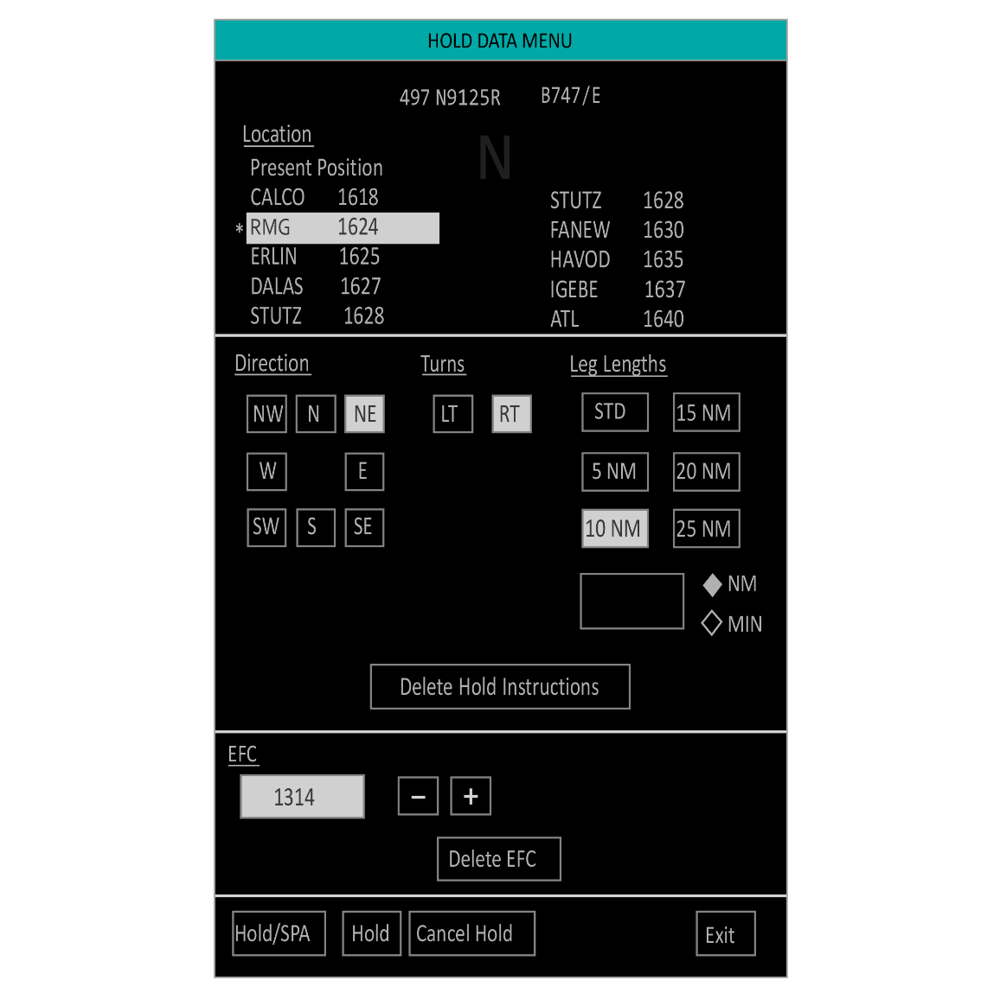 HOLD DATA MENU
497 N9125R B747/E
N
Location
Present Position
CALCO 1618
* RMG 1624
ERLIN 1625
DALAS 1627
STUTZ 1628
STUTZ 1628
FANEW 1630
HAVOD 1635
IGEBE 1637
ATL 1640
Direction
NW N NE
W E
SW S SE
Turns
LT RT
Leg Lengths
STD 15 NM
5 NM 20 NM
10 NM 25 NM
NM
MIN
Delete Hold Instructions
EFC
1314 – +
Delete EFC
Hold/SPA Hold Cancel Hold Exit